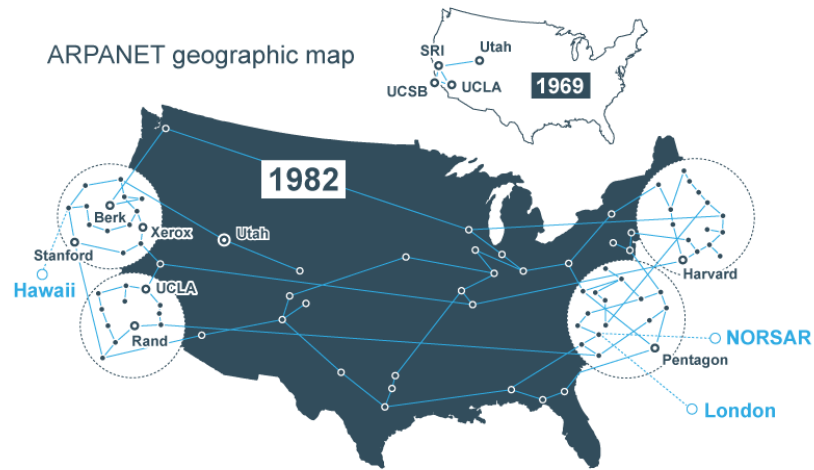 ARPANET geographic map
SRI
Utah
UCSB
UCLA
1969
1982
Berk
Xerox
Utah
Stanford
Hawaii
Harvard
UCLA
Rand
NORSAR
Pentagon
London